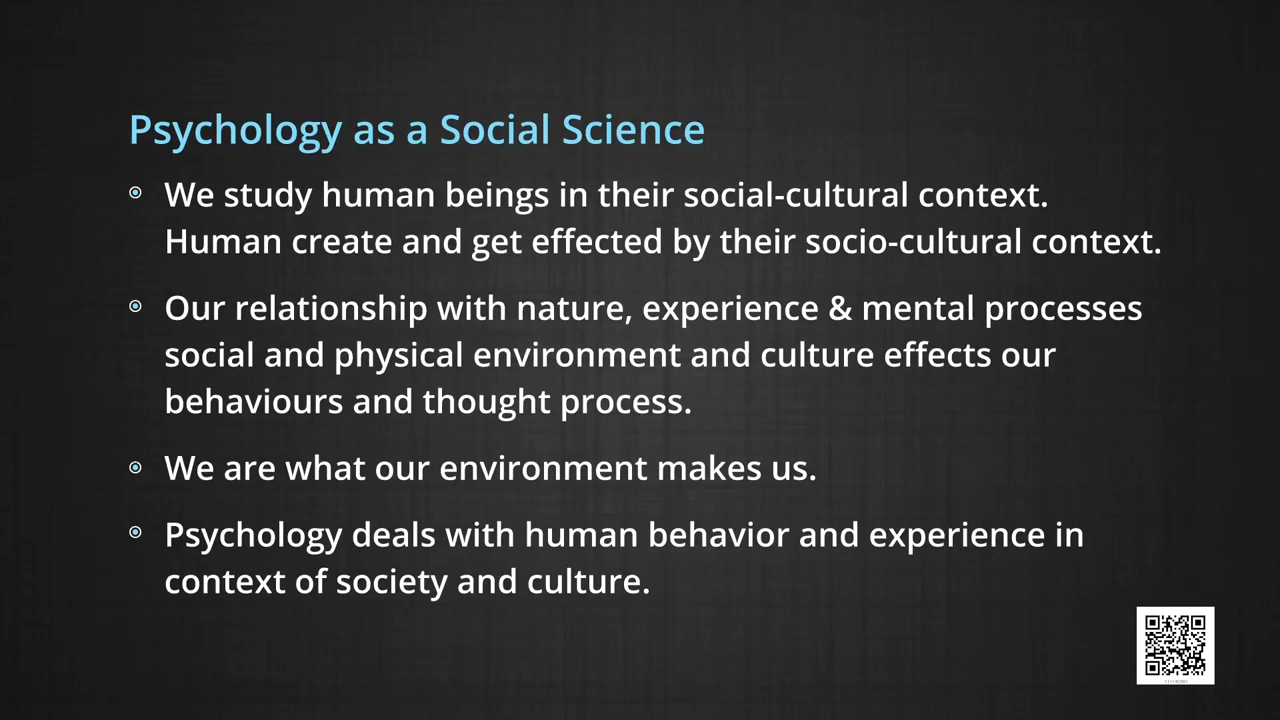 Psychology as a Social Science
We study human beings in their social-cultural context.
Human create and get effected by their socio-cultural context.
Our relationship with nature, experience & mental processes
social and physical environment and culture effects our
behaviours and thought process.
We are what our environment makes us.
Psychology deals with human behavior and experience in
context of society and culture.